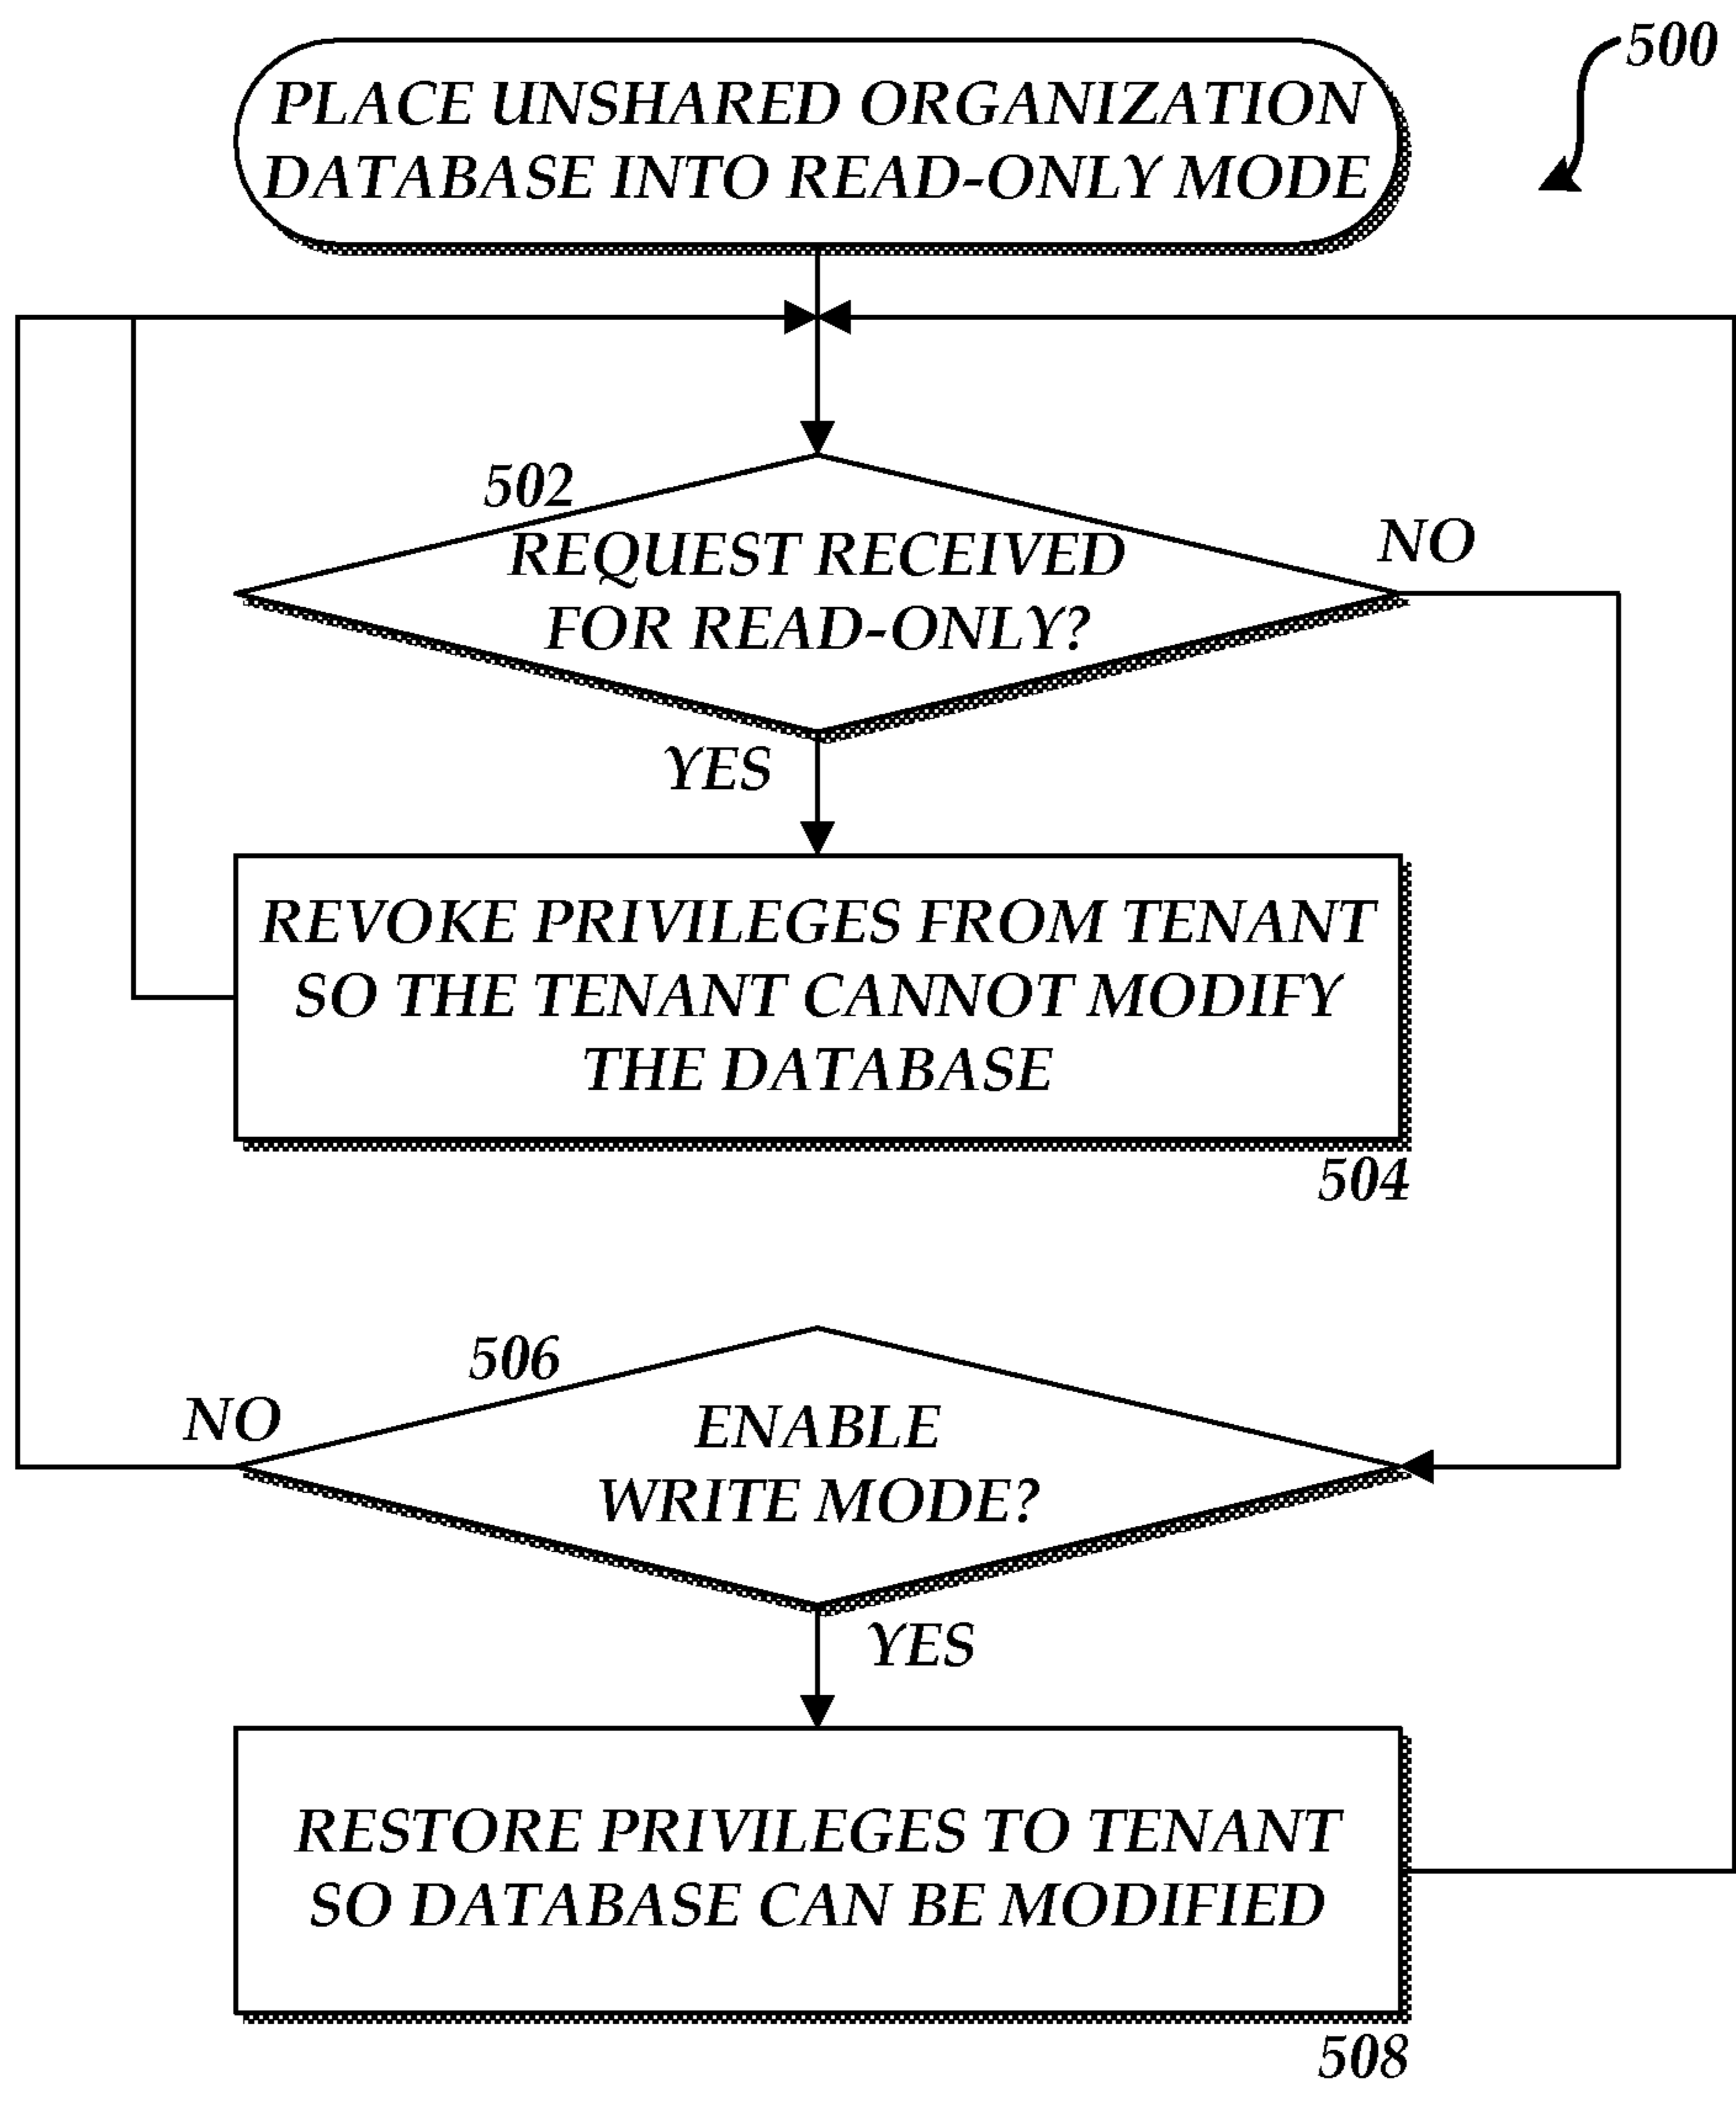 500
PLACE UNSHARED ORGANIZATION
DATABASE INTO READ-ONLY MODE
502
REQUEST RECEIVED
FOR READ-ONLY?
NO
YES
REVOKE PRIVILEGES FROM TENANT
SO THE TENANT CANNOT MODIFY
THE DATABASE
504
506
ENABLE
WRITE MODE?
NO
YES
RESTORE PRIVILEGES TO TENANT
SO DATABASE CAN BE MODIFIED
508